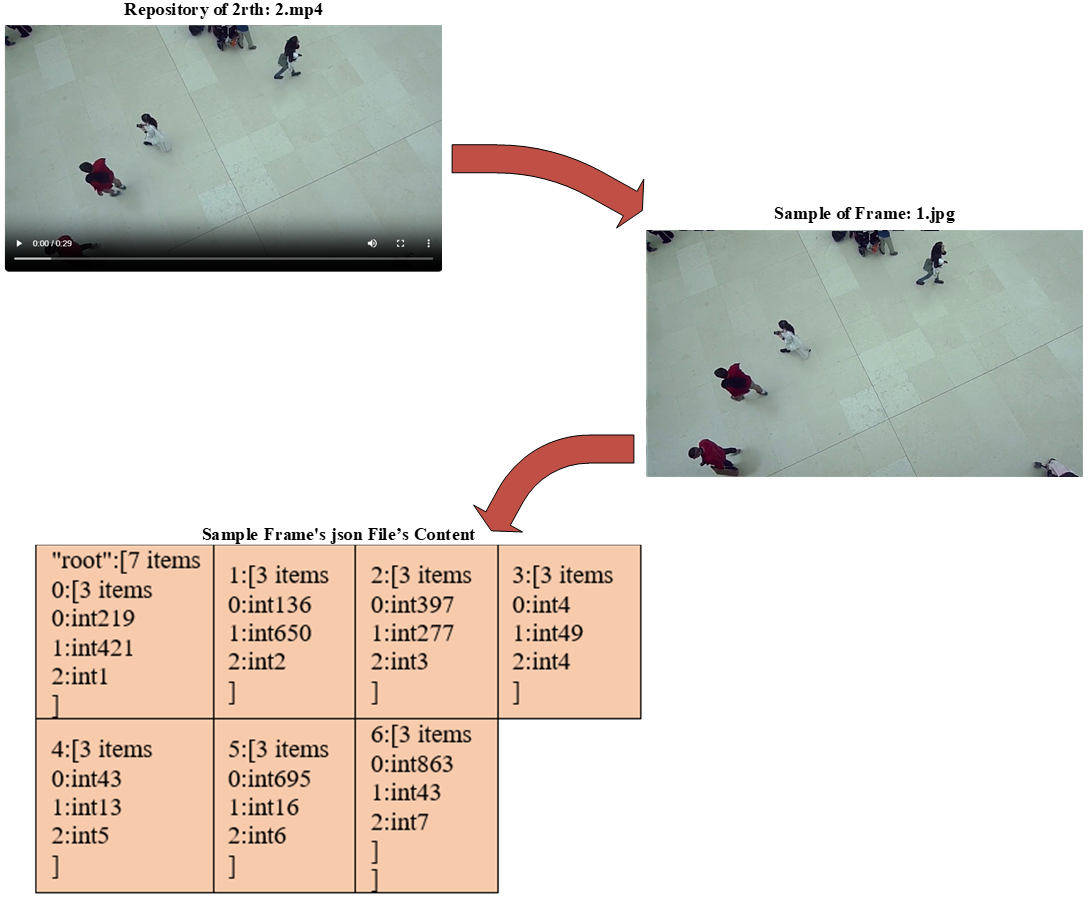 Repository of 2rth: 2.mp4
0:00 / 0:29
Sample of Frame: 1.jpg
Sample Frame's json File’s Content
"root":[7 items
0:[3 items
0:int219
1:int421
2:int1
]
1:[3 items
0:int136
1:int650
2:int2
]
2:[3 items
0:int397
1:int277
2:int3
]
3:[3 items
0:int4
1:int49
2:int4
]
4:[3 items
0:int43
1:int13
2:int5
]
5:[3 items
0:int695
1:int16
2:int6
]
6:[3 items
0:int863
1:int43
2:int7
]
]